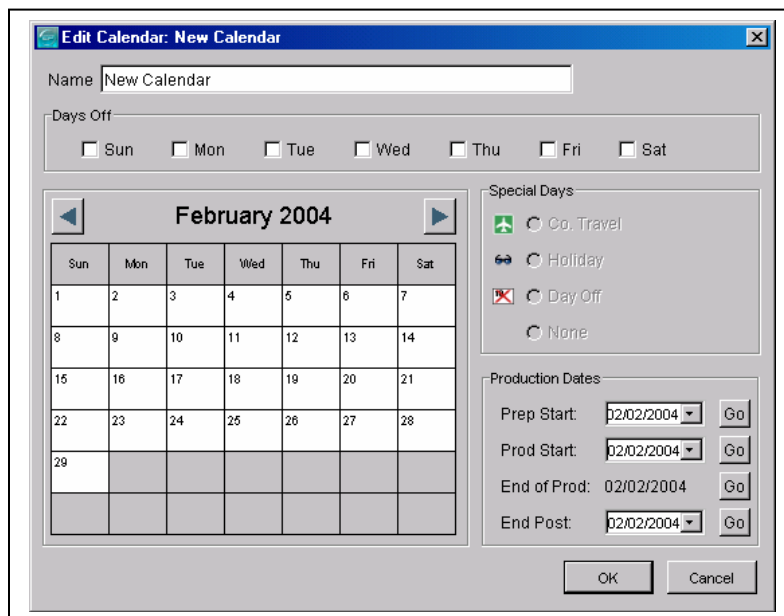 Edit Calendar: New Calendar
Name New Calendar
Days Off
Sun Mon Tue Wed Thu Fri Sat
February 2004
Sun Mon Tue Wed Thu Fri Sat
1 2 3 4 5 6 7
8 9 10 11 12 13 14
15 16 17 18 19 20 21
22 23 24 25 26 27 28
29
Special Days
Co. Travel
Holiday
Day Off
None
Production Dates
Prep Start: 02/02/2004 Go
Prod Start: 02/02/2004 Go
End of Prod: 02/02/2004 Go
End Post: 02/02/2004 Go
OK Cancel